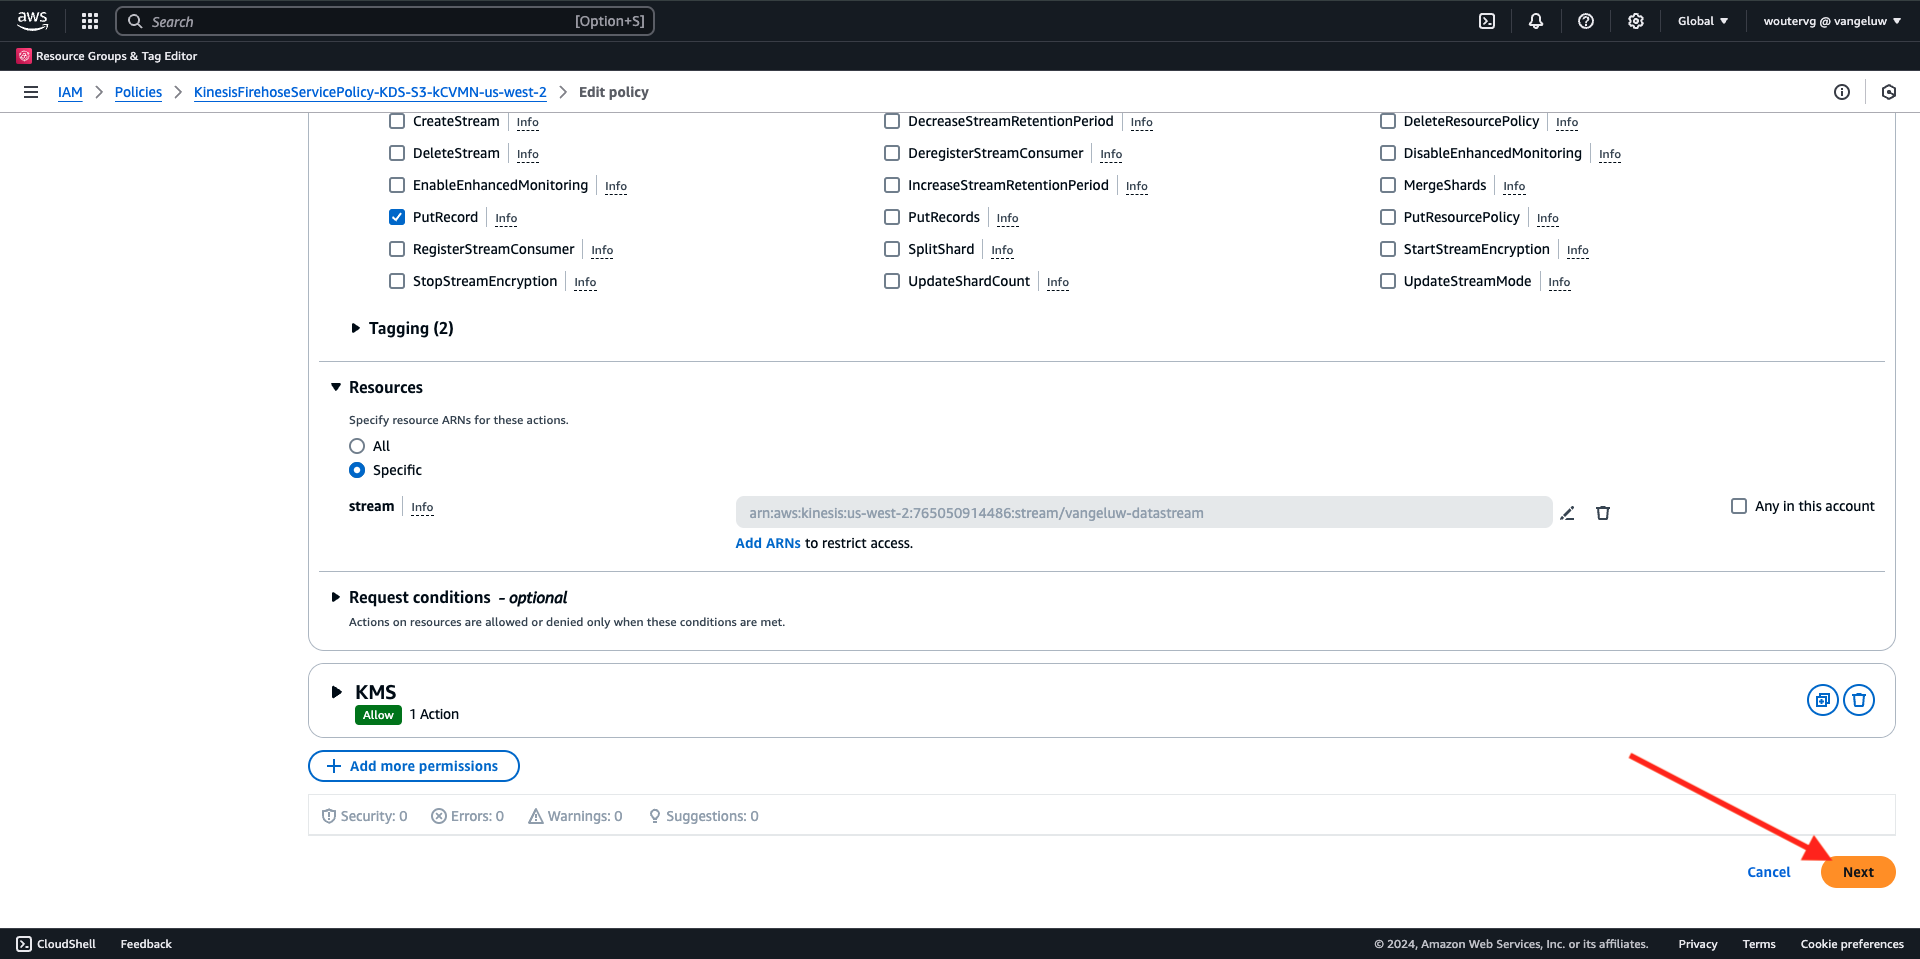 aws Search [Option+S] Global woutervg @ vangeluw
Resource Groups & Tag Editor
IAM Policies KinesisFirehoseServicePolicy-KDS-S3-kCVMN-us-west-2 Edit policy
CreateStream Info DecreaseStreamRetentionPeriod Info DeleteResourcePolicy Info
DeleteStream Info DeregisterStreamConsumer Info DisableEnhancedMonitoring Info
EnableEnhancedMonitoring Info IncreaseStreamRetentionPeriod Info MergeShards Info
PutRecord Info PutRecords Info PutResourcePolicy Info
RegisterStreamConsumer Info SplitShard Info StartStreamEncryption Info
StopStreamEncryption Info UpdateShardCount Info UpdateStreamMode Info
Tagging (2)
Resources
Specify resource ARNs for these actions.
All
Specific
stream Info arn:aws:kinesis:us-west-2:765050914486:stream/vangeluw-datastream Any in this account
Add ARNs to restrict access.
Request conditions - optional
Actions on resources are allowed or denied only when these conditions are met.
KMS
Allow 1 Action
Add more permissions
Security: 0 Errors: 0 Warnings: 0 Suggestions: 0
Cancel Next
CloudShell Feedback © 2024, Amazon Web Services, Inc. or its affiliates. Privacy Terms Cookie preferences